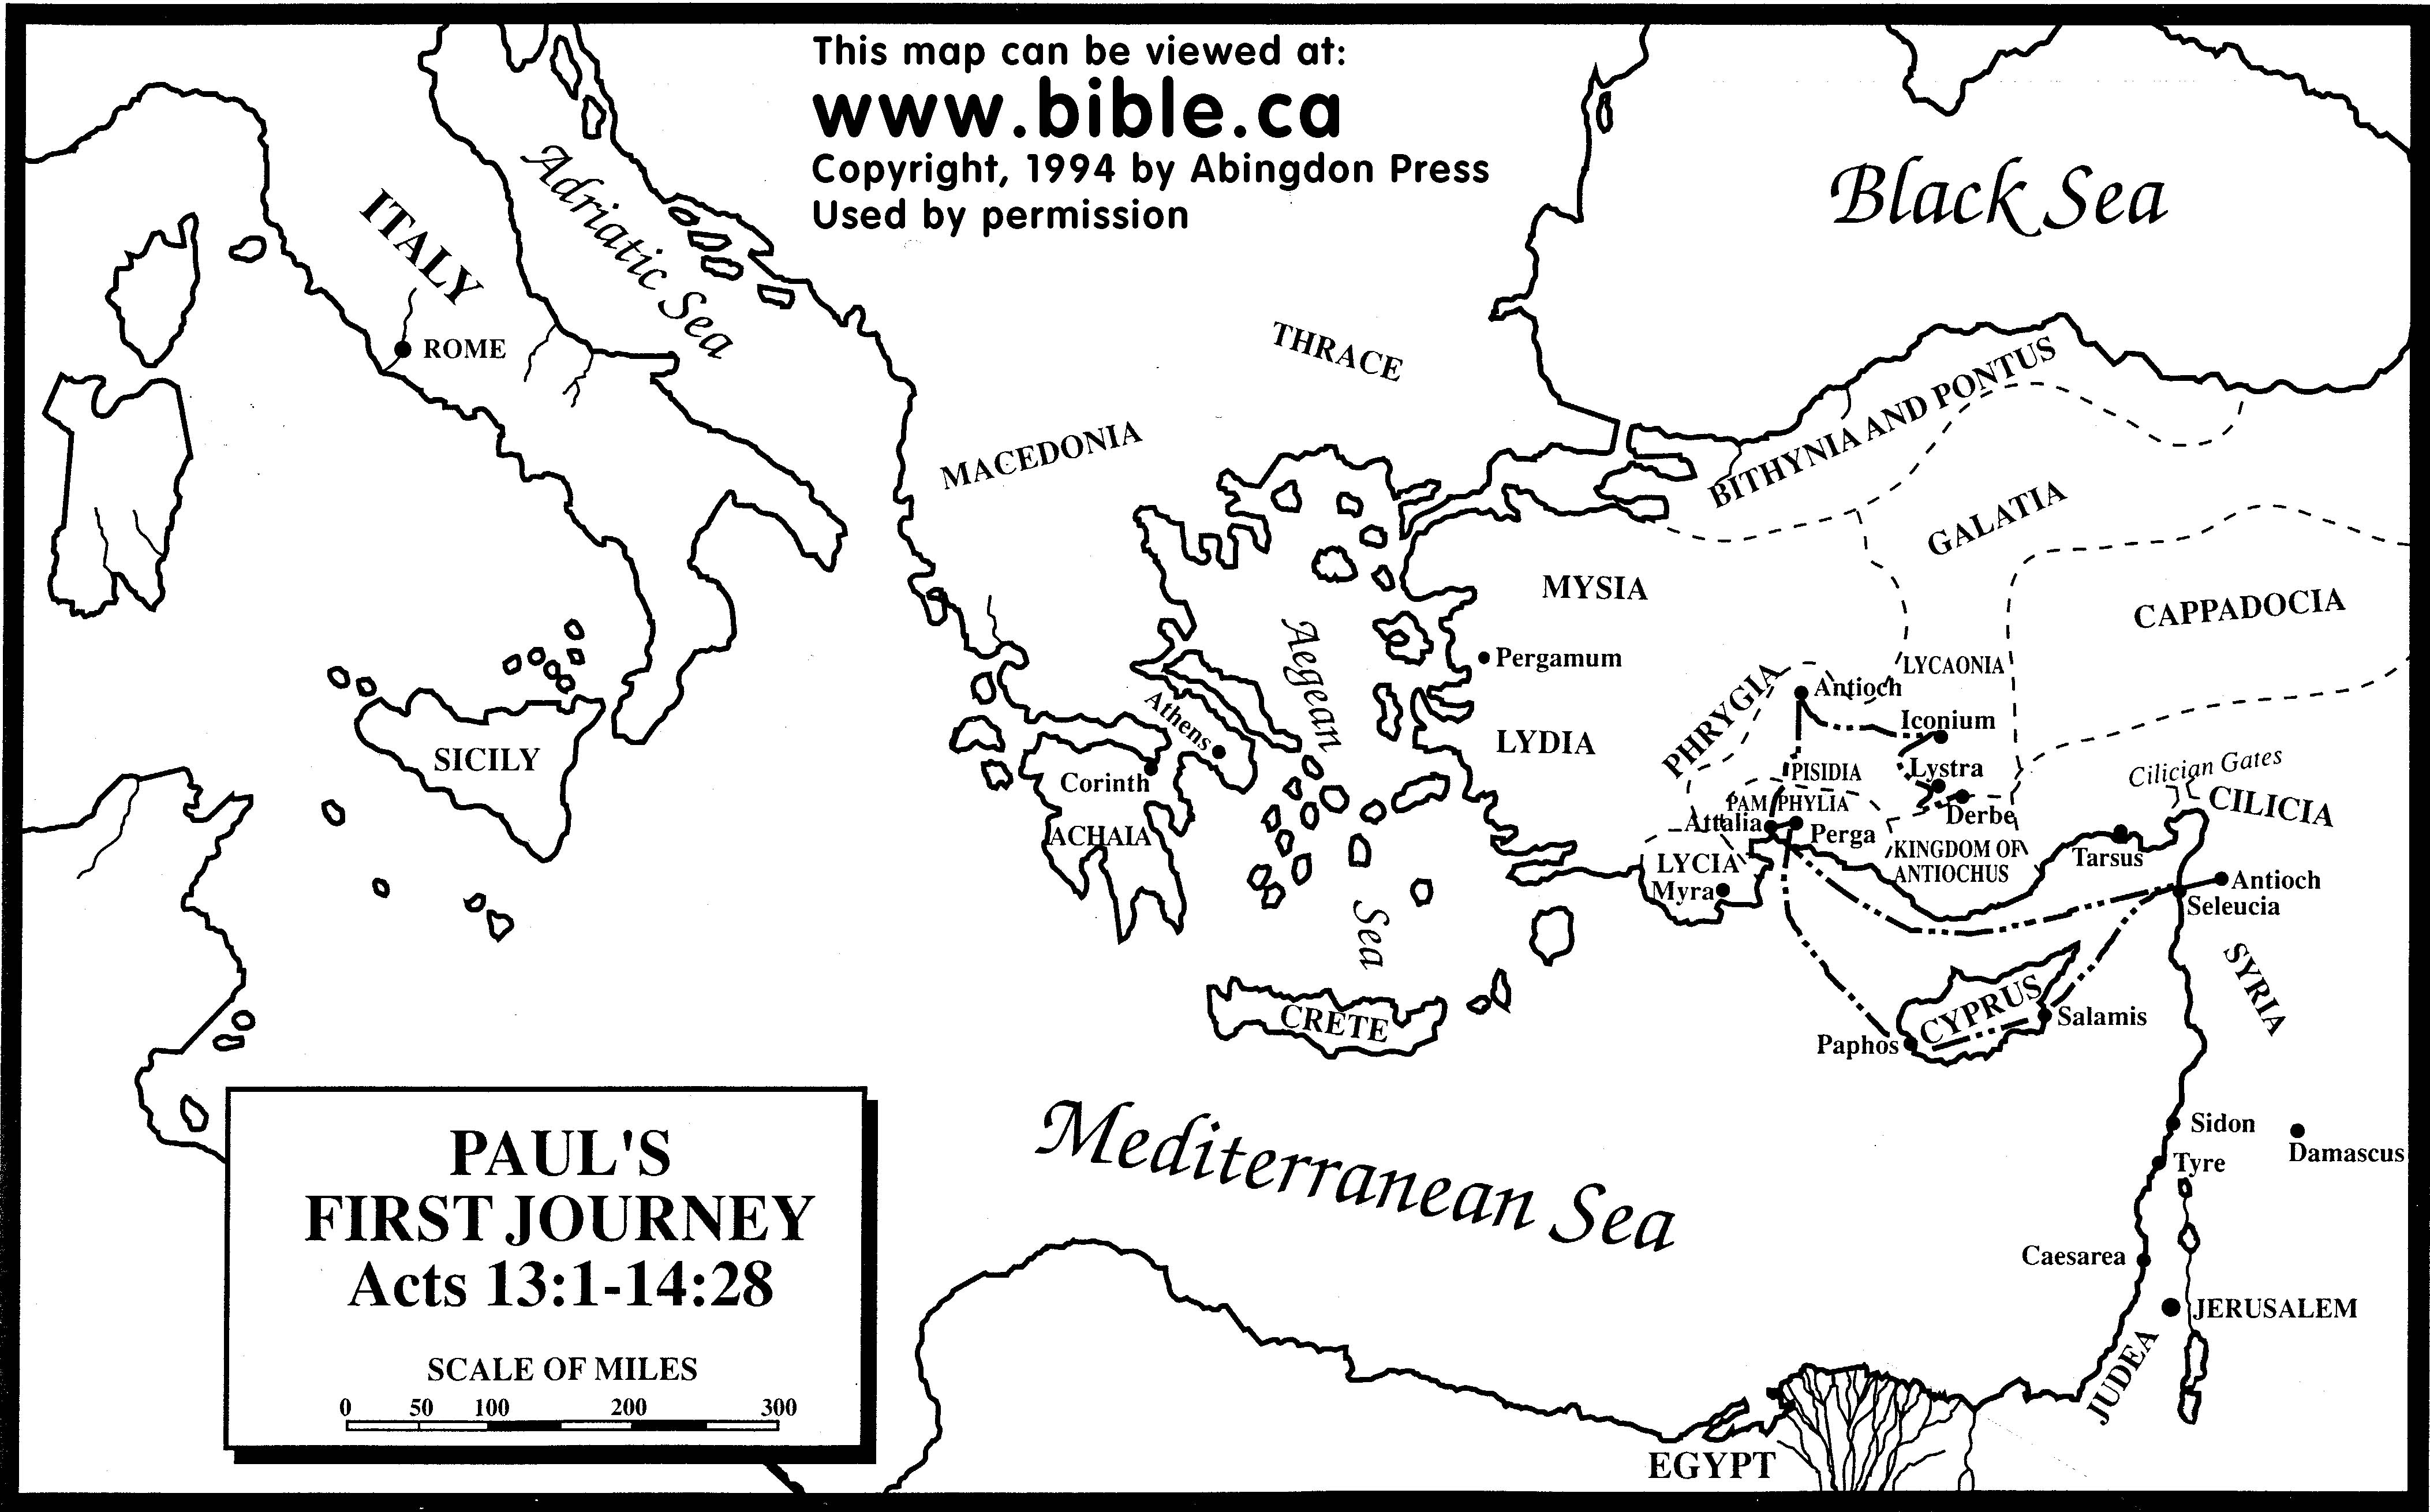 This map can be viewed at:
www.bible.ca
Copyright, 1994 by Abingdon Press
Used by permission
Black Sea
Adriatic Sea
ITALY
ROME
THRACE
MACEDONIA
BITHYNIA AND PONTUS
GALATIA
CAPPADOCIA
MYSIA
Pergamum
Aegean
Sea
LYCAONIA
PHRYGIA
Antioch
Iconium
LYDIA
Athens
Corinth
ACHAIA
SICILY
PISIDIA
Lystra
Cilician Gates
CILICIA
PAMPHYLIA
Attalia
Perga
Derbe
KINGDOM OF
ANTIOCHUS
Tarsus
LYCIA
Myra
Antioch
Seleucia
SYRIA
CRETE
CYPRUS
Salamis
Paphos
Mediterranean Sea
Sidon
Damascus
Tyre
Caesarea
JERUSALEM
JUDEA
EGYPT
PAUL'S
FIRST JOURNEY
Acts 13:1-14:28
SCALE OF MILES
0 50 100 200 300